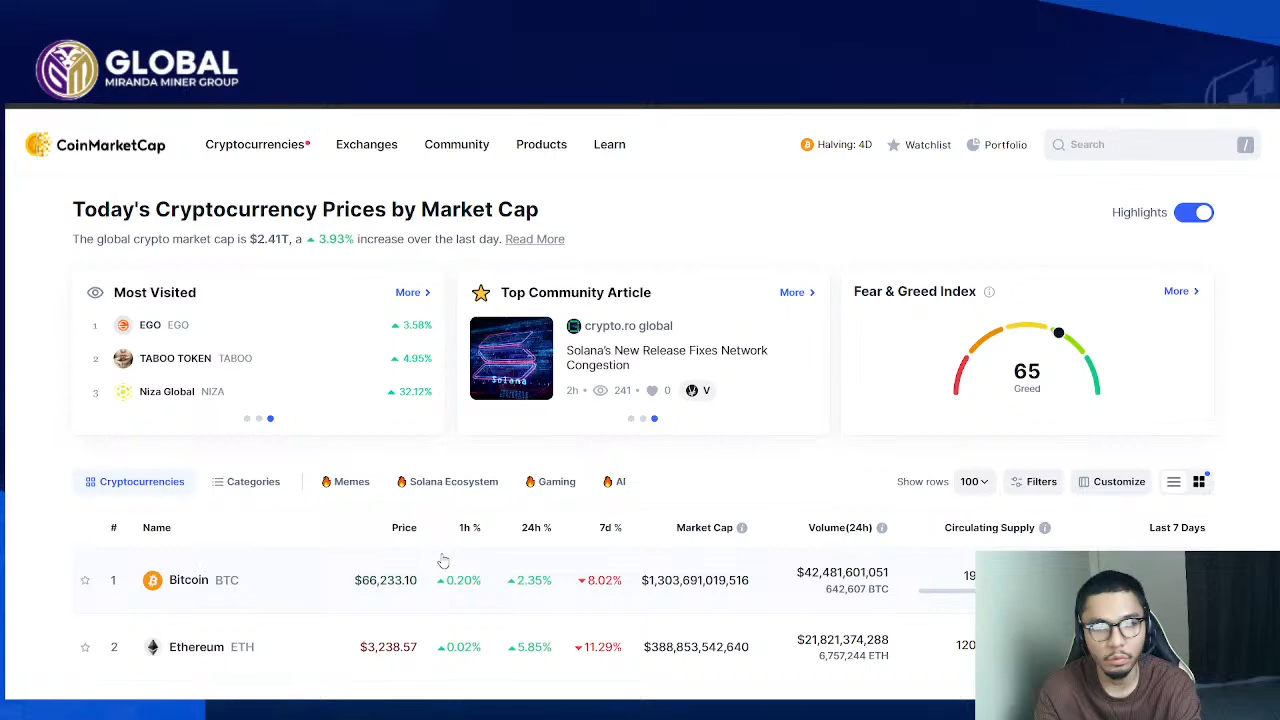 GLOBAL
MIRANDA MINER GROUP
CoinMarketCap Cryptocurrencies Exchanges Community Products Learn Halving: 4D Watchlist Portfolio Search /
Today's Cryptocurrency Prices by Market Cap
Highlights
The global crypto market cap is $2.41T, a 3.93% increase over the last day. Read More
Most Visited More >
1 EGO EGO 3.58%
2 TABOO TOKEN TABOO 4.95%
3 Niza Global NIZA 32.12%
Top Community Article More >
crypto.ro global
Solana's New Release Fixes Network
Congestion
Solana
2h • 241 • 0 V
Fear & Greed Index More >
65
Greed
Cryptocurrencies Categories Memes Solana Ecosystem Gaming AI Show rows 100 Filters Customize
# Name Price 1h % 24h % 7d % Market Cap Volume(24h) Circulating Supply Last 7 Days
1 Bitcoin BTC $66,233.10 0.20% 2.35% 8.02% $1,303,691,019,516 $42,481,601,051 19
642,607 BTC
2 Ethereum ETH $3,238.57 0.02% 5.85% 11.29% $388,853,542,640 $21,821,374,288 120
6,757,244 ETH